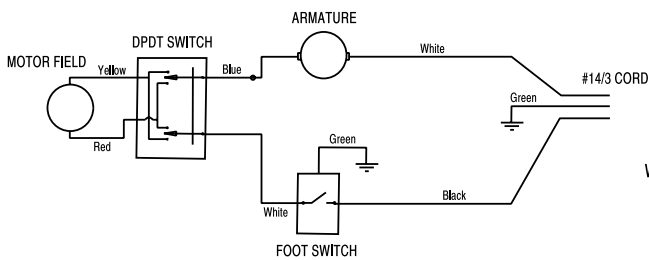 ARMATURE
DPDT SWITCH
MOTOR FIELD
Yellow
Blue
White
#14/3 CORD
Green
Red
Green
White
Black
FOOT SWITCH